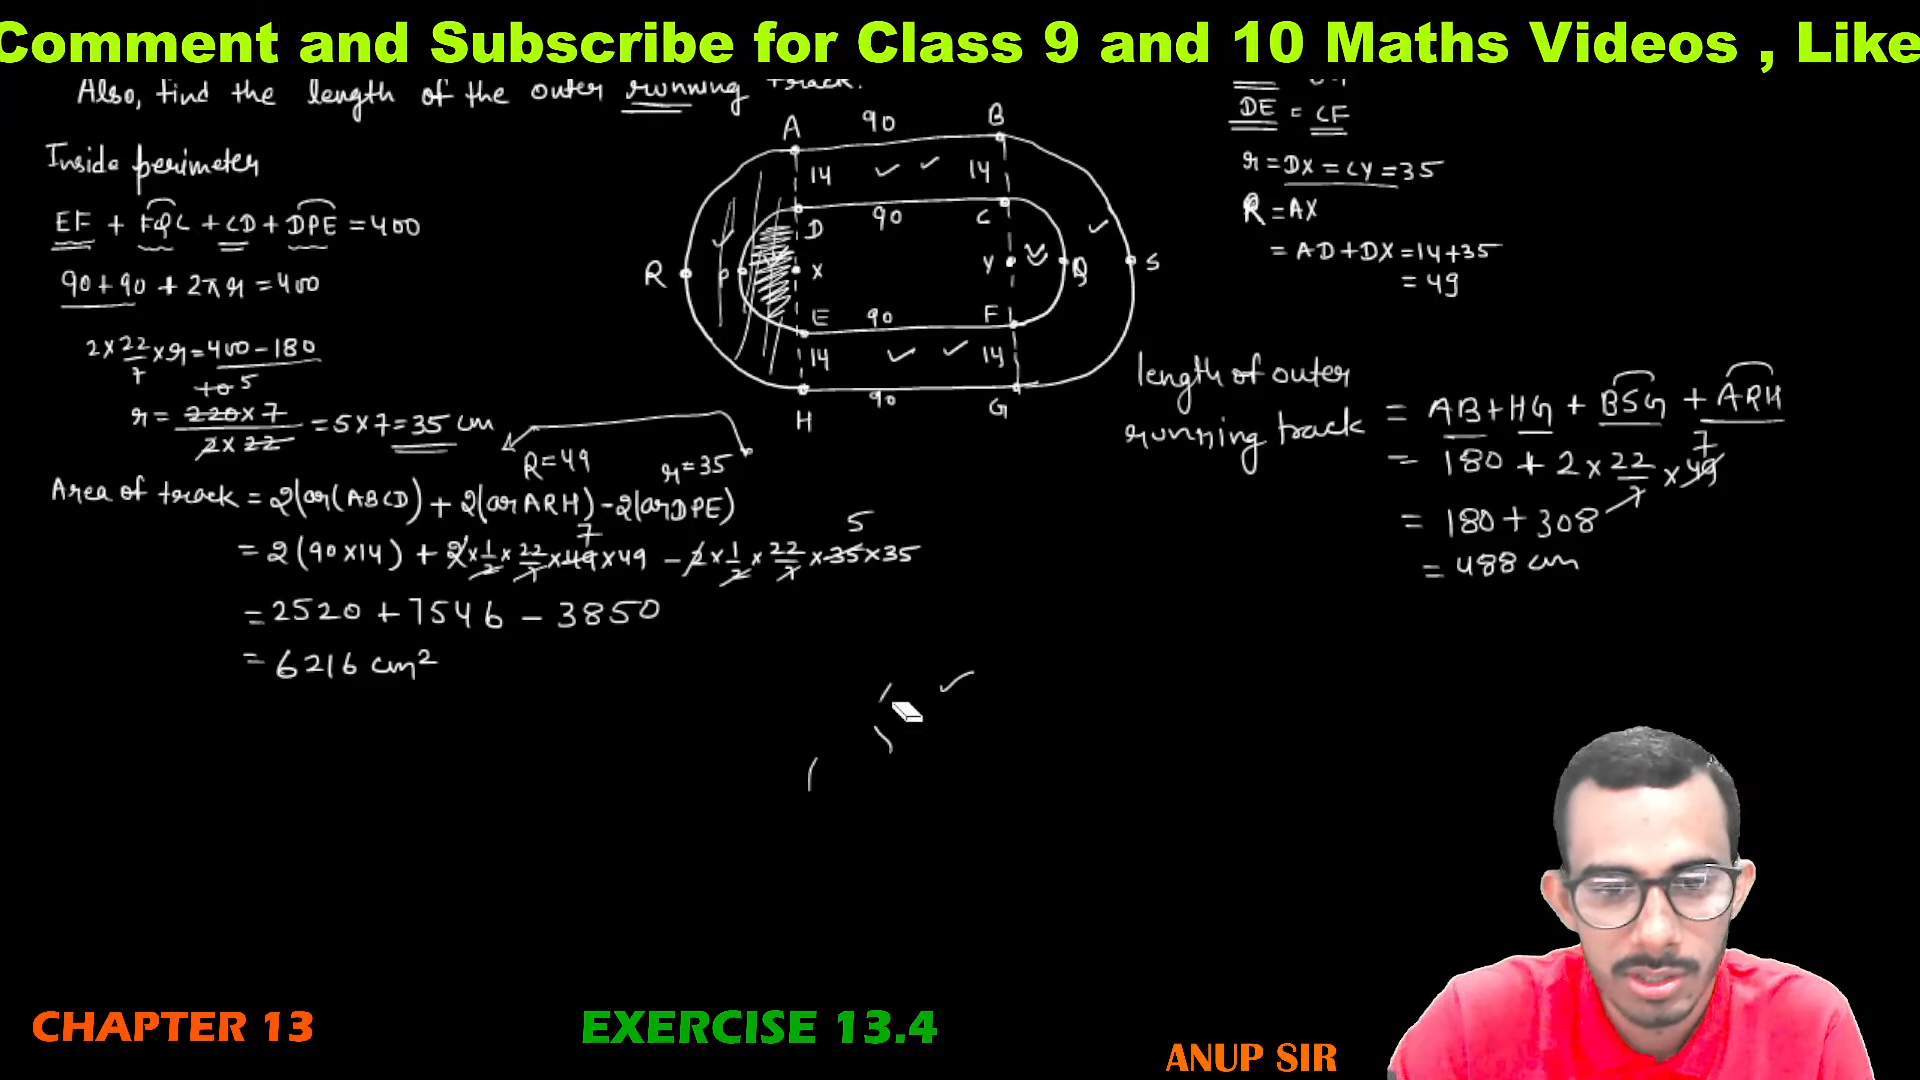 Comment and Subscribe for Class 9 and 10 Maths Videos , Like
Also, find the length of the outer running track.
Inside perimeter
EF + FQC + CD + DPE = 400
90 + 90 + 2πr = 400
2 × 22/7 × r = 400 - 180
10 5
r = 220 × 7 / 2 × 22 = 5 × 7 = 35 cm
A 90 B
14 14
D 90 C
R P X Y Q S
E 90 F
14 14
H 90 G
DE = CF
r = DX = CY = 35
R = AX
= AD + DX = 14 + 35
= 49
R = 49 r = 35
Area of track = 2(ar(ABCD) + 2(ar ARH) - 2(ar DPE)
7 5
= 2(90×14) + 2 × 1/2 × 22/7 × 49 × 49 - 2 × 1/2 × 22/7 × 35 × 35
= 2520 + 7546 - 3850
= 6216 cm²
length of outer
running track = AB + HG + BSG + ARH
7
= 180 + 2 × 22/7 × 49
= 180 + 308
= 488 cm
CHAPTER 13
EXERCISE 13.4
ANUP SIR